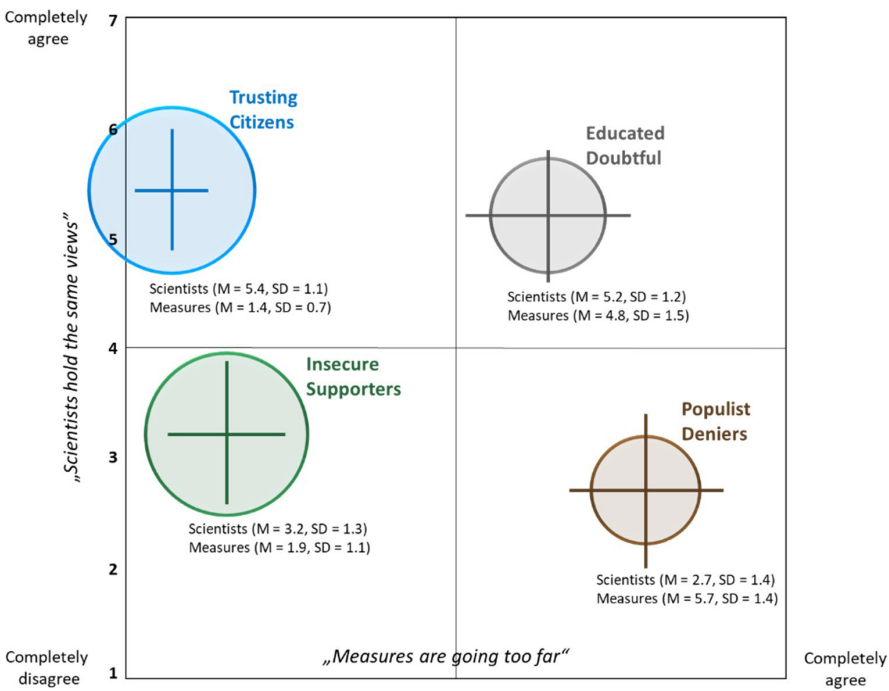 Completely
agree
7
Trusting
Citizens
6
Educated
Doubtful
„Scientists hold the same views”
5
Scientists (M = 5.4, SD = 1.1)
Measures (M = 1.4, SD = 0.7)
Scientists (M = 5.2, SD = 1.2)
Measures (M = 4.8, SD = 1.5)
4
Insecure
Supporters
Populist
Deniers
3
Scientists (M = 3.2, SD = 1.3)
Measures (M = 1.9, SD = 1.1)
2
Scientists (M = 2.7, SD = 1.4)
Measures (M = 5.7, SD = 1.4)
Completely
disagree
1
„Measures are going too far“
Completely
agree